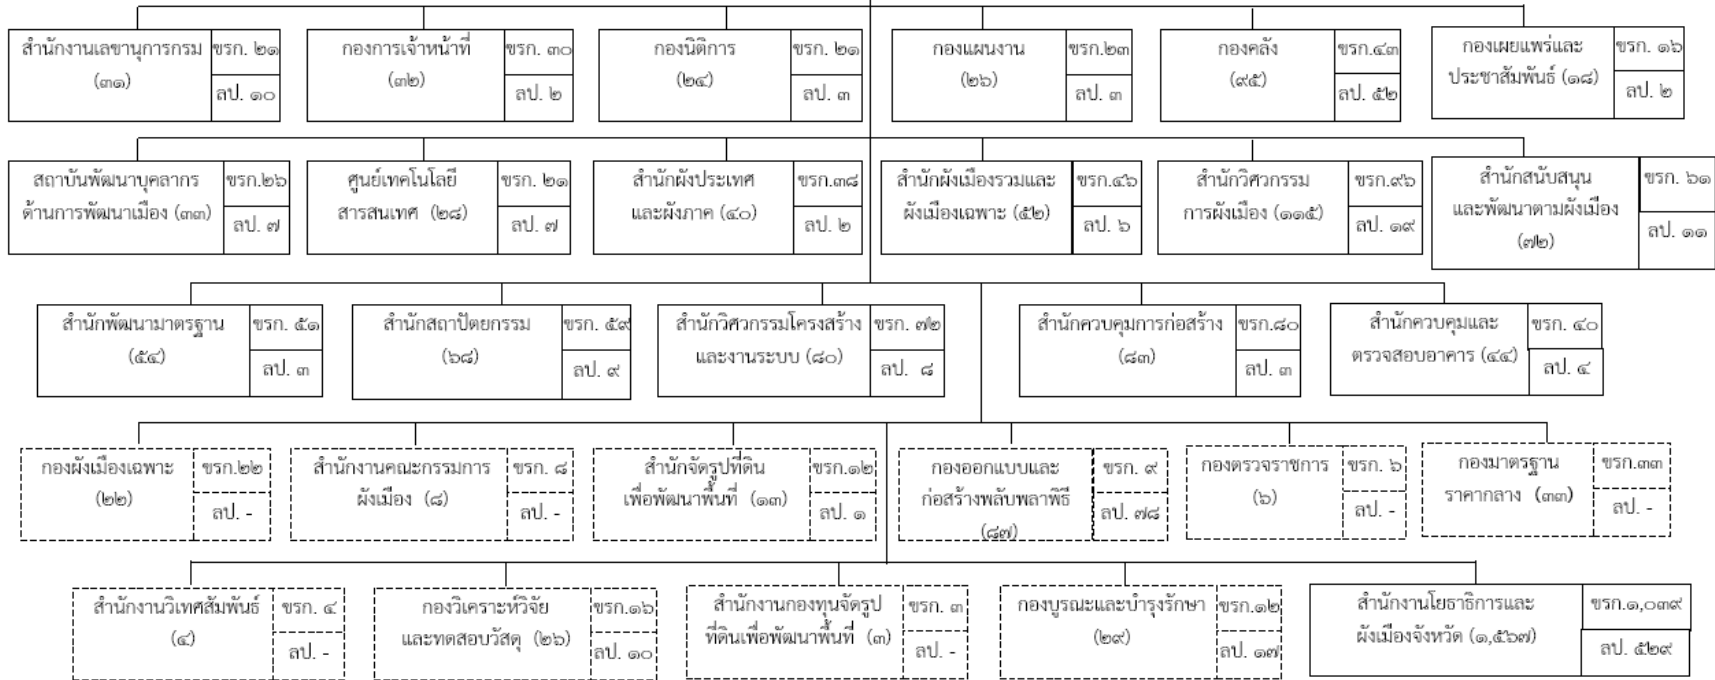 สำนักงานเลขานุการกรม
(๓๑)
ขรก. ๒๑
ลป. ๑๐
กองการเจ้าหน้าที่
(๓๒)
ขรก. ๓๐
ลป. ๒
กองนิติการ
(๒๔)
ขรก. ๒๑
ลป. ๓
กองแผนงาน
(๒๖)
ขรก.๒๓
ลป. ๓
กองคลัง
(๙๕)
ขรก.๔๓
ลป. ๕๒
กองเผยแพร่และ
ประชาสัมพันธ์ (๑๘)
ขรก. ๑๖
ลป. ๒
สถาบันพัฒนาบุคลากร
ด้านการพัฒนาเมือง (๓๓)
ขรก.๒๖
ลป. ๗
ศูนย์เทคโนโลยี
สารสนเทศ (๒๘)
ขรก. ๒๑
ลป. ๗
สำนักผังประเทศ
และผังภาค (๔๐)
ขรก.๓๘
ลป. ๒
สำนักผังเมืองรวมและ
ผังเมืองเฉพาะ (๕๒)
ขรก.๔๖
ลป. ๖
สำนักวิศวกรรม
การผังเมือง (๑๑๕)
ขรก.๙๖
ลป. ๑๙
สำนักสนับสนุน
และพัฒนาตามผังเมือง
(๗๒)
ขรก. ๖๑
ลป. ๑๑
สำนักพัฒนามาตรฐาน
(๕๔)
ขรก. ๕๑
ลป. ๓
สำนักสถาปัตยกรรม
(๖๘)
ขรก. ๕๙
ลป. ๙
สำนักวิศวกรรมโครงสร้าง
และงานระบบ (๘๐)
ขรก. ๗๒
ลป. ๘
สำนักควบคุมการก่อสร้าง
(๘๓)
ขรก.๘๐
ลป. ๓
สำนักควบคุมและ
ตรวจสอบอาคาร (๔๔)
ขรก. ๔๐
ลป. ๔
กองผังเมืองเฉพาะ
(๒๒)
ขรก.๒๒
ลป. -
สำนักงานคณะกรรมการ
ผังเมือง (๘)
ขรก. ๘
ลป. -
สำนักจัดรูปที่ดิน
เพื่อพัฒนาพื้นที่ (๑๓)
ขรก.๑๒
ลป. ๑
กองออกแบบและ
ก่อสร้างพลับพลาพิธี
(๘๗)
ขรก. ๙
ลป. ๗๘
กองตรวจราชการ
(๖)
ขรก. ๖
ลป. -
กองมาตรฐาน
ราคากลาง (๓๓)
ขรก.๓๓
ลป. -
สำนักงานวิเทศสัมพันธ์
(๔)
ขรก. ๔
ลป. -
กองวิเคราะห์วิจัย
และทดสอบวัสดุ (๒๖)
ขรก.๑๖
ลป. ๑๐
สำนักงานกองทุนจัดรูป
ที่ดินเพื่อพัฒนาพื้นที่ (๓)
ขรก. ๓
ลป. -
กองบูรณะและบำรุงรักษา
(๒๙)
ขรก.๑๒
ลป. ๑๗
สำนักงานโยธาธิการและ
ผังเมืองจังหวัด (๑,๕๖๗)
ขรก.๑,๐๓๙
ลป. ๕๒๙